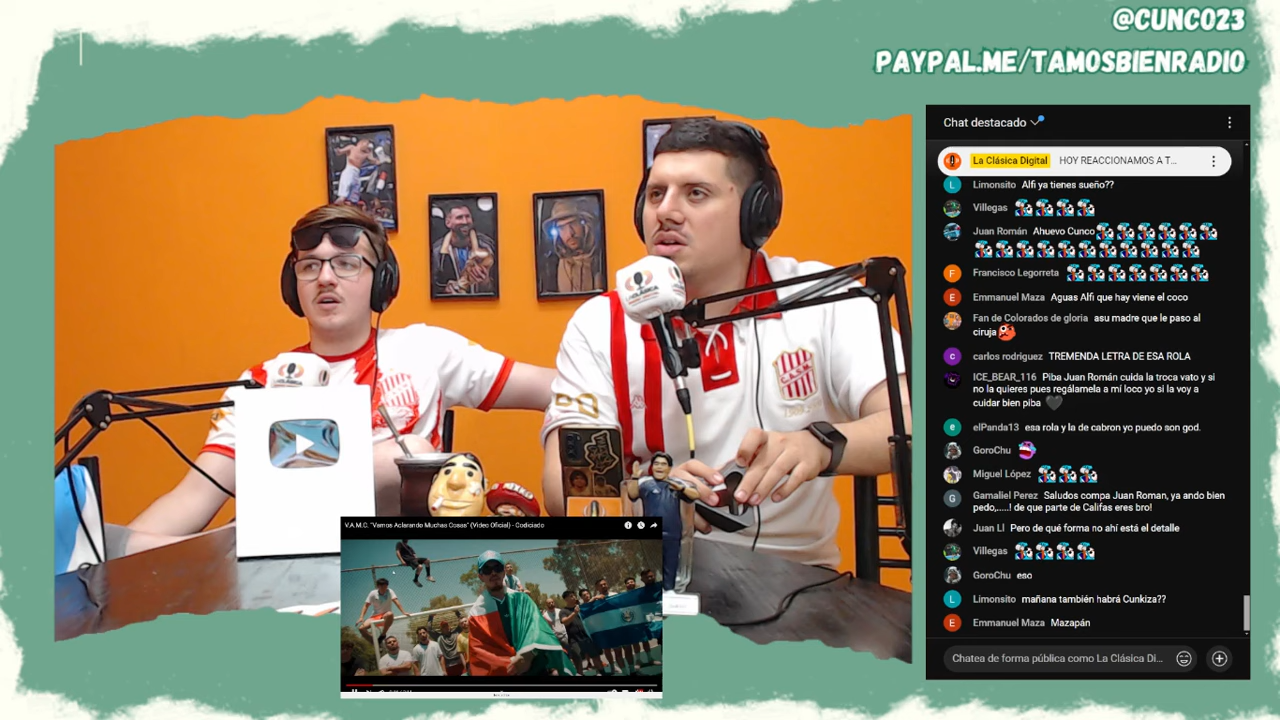 @CUNCO23
PAYPAL.ME/TAMOSBIENRADIO
Chat destacado
La Clásica Digital HOY REACCIONAMOS A T...
Limonsito Alfi ya tienes sueño??
Villegas
Juan Román Ahuevo Cunco
Francisco Legorreta
Emmanuel Maza Aguas Alfi que hay viene el coco
Fan de Colorados de gloria asu madre que le paso al
ciruja
carlos rodriguez TREMENDA LETRA DE ESA ROLA
ICE_BEAR_116 Piba Juan Román cuida la troca vato y si
no la quieres pues regálamela a mí loco yo si la voy a
cuidar bien piba
elPanda13 esa rola y la de cabron yo puedo son god.
GoroChu
Miguel López
Gamaliel Perez Saludos compa Juan Roman, ya ando bien
pedo,.....! de que parte de Califas eres bro!
Juan Ll Pero de qué forma no ahí está el detalle
Villegas
GoroChu eso
Limonsito mañana también habrá Cunkiza??
Emmanuel Maza Mazapán
Chatea de forma pública como La Clásica Di...
V.A.M.C. "Vamos Aclarando Muchas Cosas" (Video Oficial) - Codiciado